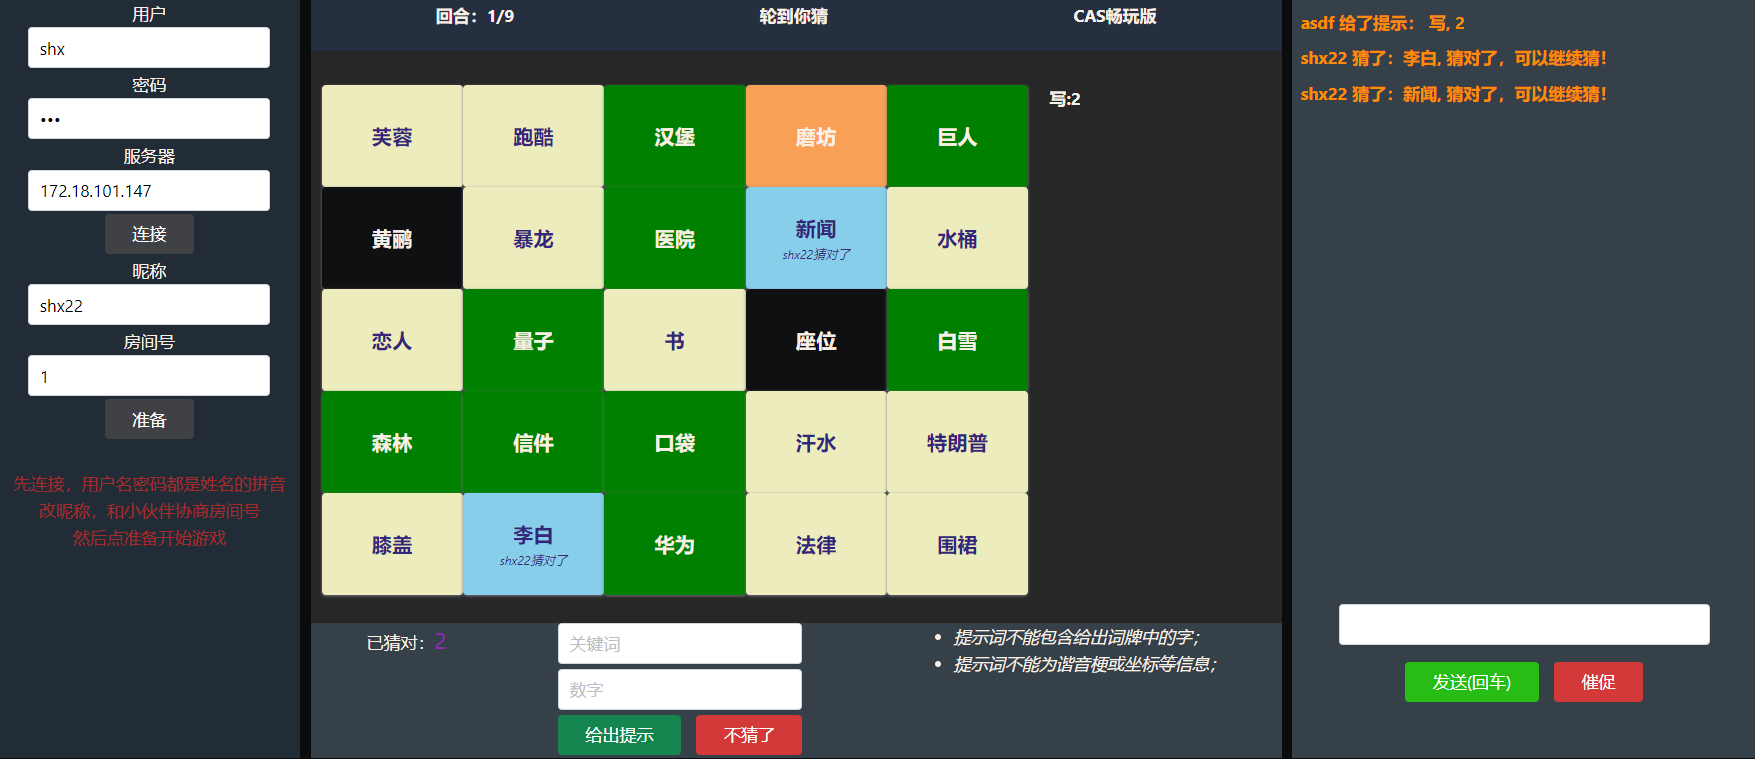 用户
shx
密码
•••
服务器
172.18.101.147
连接
昵称
shx22
房间号
1
准备
先连接，用户名密码都是姓名的拼音
改昵称，和小伙伴协商房间号
然后点准备开始游戏
回合：1/9 轮到你猜 CAS畅玩版
芙蓉 跑酷 汉堡 磨坊 巨人
黄鹂 暴龙 医院 新闻 水桶
shx22猜对了
恋人 量子 书 座位 白雪
森林 信件 口袋 汗水 特朗普
膝盖 李白 华为 法律 围裙
shx22猜对了
写:2
已猜对：2
关键词
数字
给出提示 不猜了
• 提示词不能包含给出词牌中的字；
• 提示词不能为谐音梗或坐标等信息；
asdf 给了提示： 写, 2
shx22 猜了：李白, 猜对了，可以继续猜！
shx22 猜了：新闻, 猜对了，可以继续猜！
发送(回车) 催促